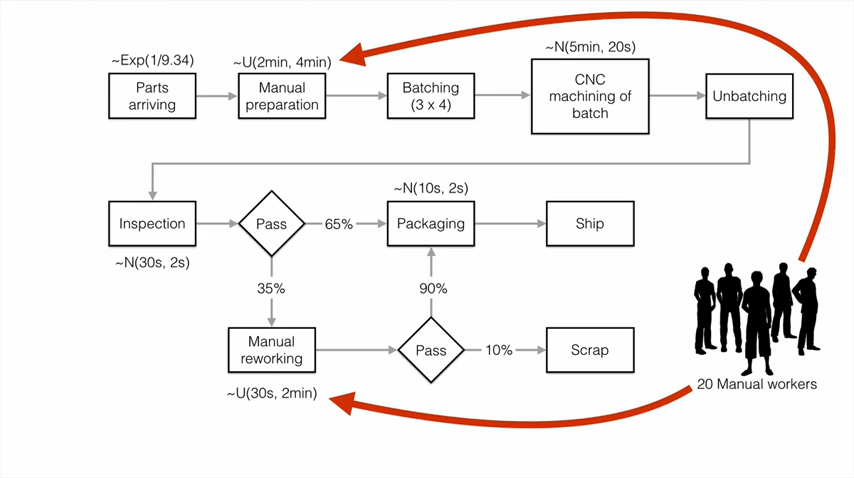 ~Exp(1/9.34)
Parts
arriving
~U(2min, 4min)
Manual
preparation
Batching
(3 x 4)
~N(5min, 20s)
CNC
machining of
batch
Unbatching
Inspection
~N(30s, 2s)
Pass
65%
~N(10s, 2s)
Packaging
Ship
35%
90%
Manual
reworking
~U(30s, 2min)
Pass
10%
Scrap
20 Manual workers